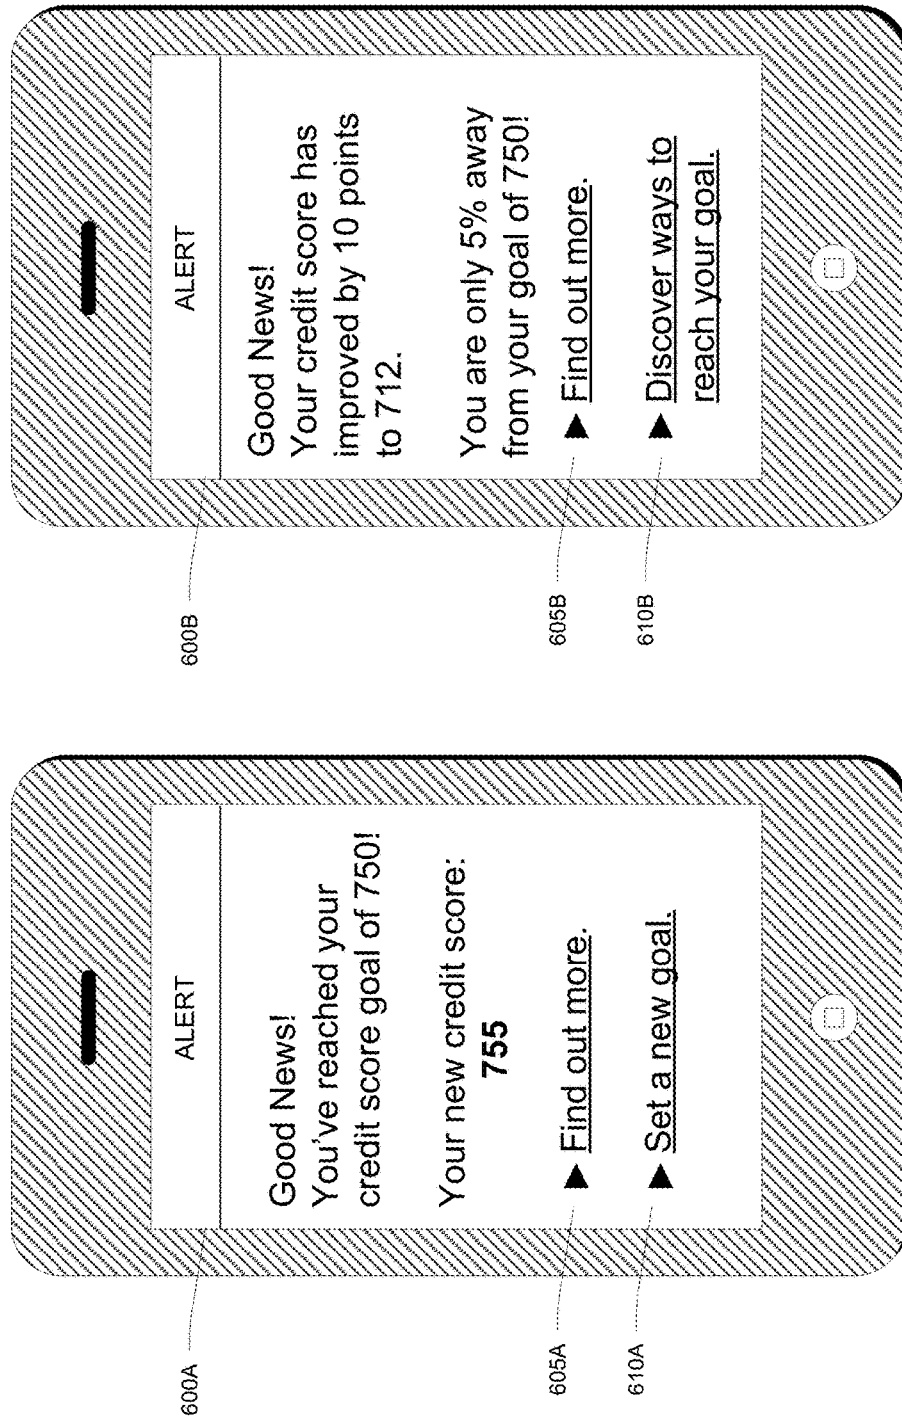 ALERT
Good News!
You've reached your
credit score goal of 750!
Your new credit score:
755
▶ Find out more.
▶ Set a new goal.
600A
605A
610A
ALERT
Good News!
Your credit score has
improved by 10 points
to 712.
You are only 5% away
from your goal of 750!
▶ Find out more.
▶ Discover ways to
reach your goal.
600B
605B
610B